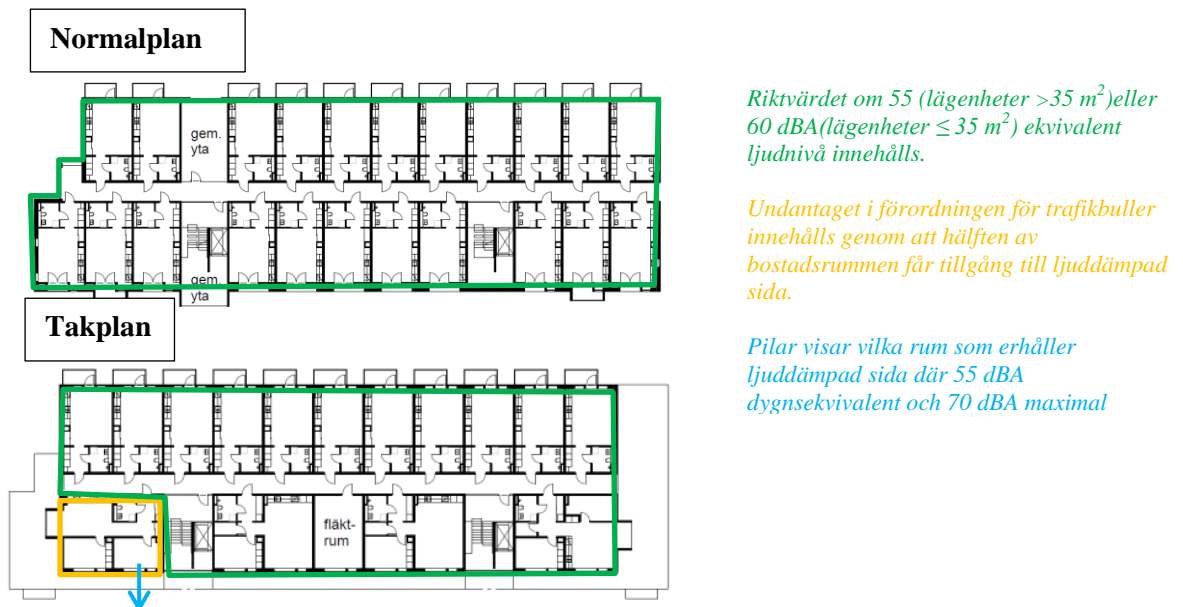 Normalplan
gem.
yta
gem.
yta
Takplan
fläkt-
rum
Riktvärdet om 55 (lägenheter >35 m²)eller
60 dBA(lägenheter ≤ 35 m²) ekvivalent
ljudnivå innehålls.
Undantaget i förordningen för trafikbuller
innehålls genom att hälften av
bostadsrummen får tillgång till ljuddämpad
sida.
Pilar visar vilka rum som erhåller
ljuddämpad sida där 55 dBA
dygnsekvivalent och 70 dBA maximal